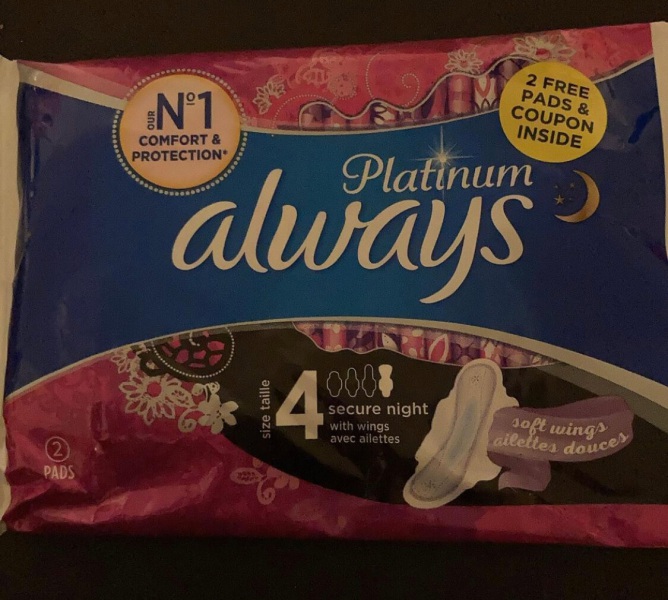 OUR
Nº1
COMFORT &
PROTECTION*
2 FREE
PADS &
COUPON
INSIDE
Platinum
always
size taille
4
secure night
with wings
avec ailettes
soft wings
ailettes douces
2
PADS